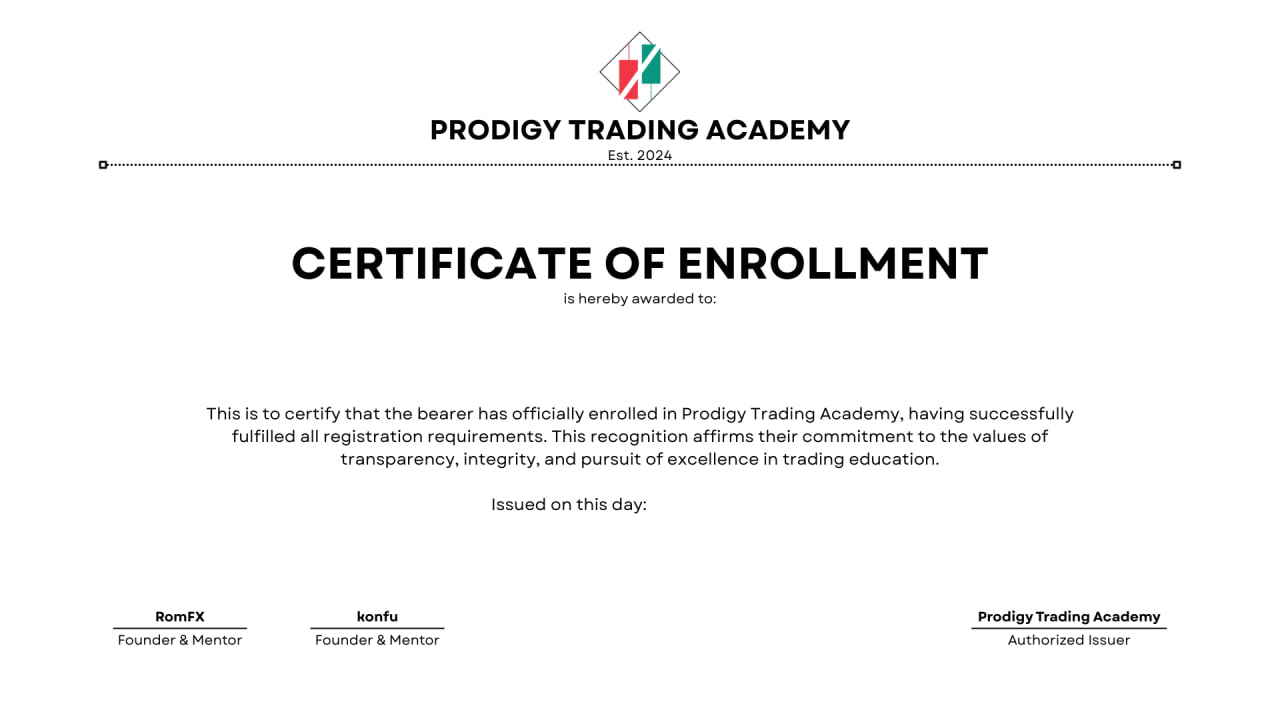 PRODIGY TRADING ACADEMY
Est. 2024
CERTIFICATE OF ENROLLMENT
is hereby awarded to:
This is to certify that the bearer has officially enrolled in Prodigy Trading Academy, having successfully
fulfilled all registration requirements. This recognition affirms their commitment to the values of
transparency, integrity, and pursuit of excellence in trading education.
Issued on this day:
RomFX
Founder & Mentor
konfu
Founder & Mentor
Prodigy Trading Academy
Authorized Issuer